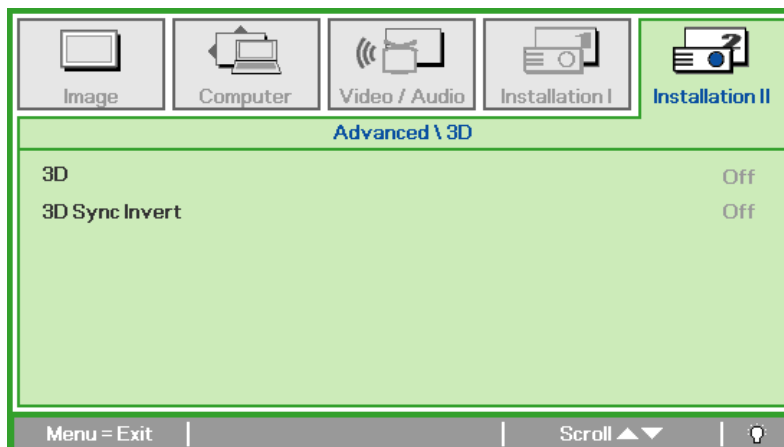 Image
Computer
Video / Audio
Installation I
Installation II
Advanced \ 3D
3D Off
3D Sync Invert Off
Menu = Exit
Scroll ▲▼